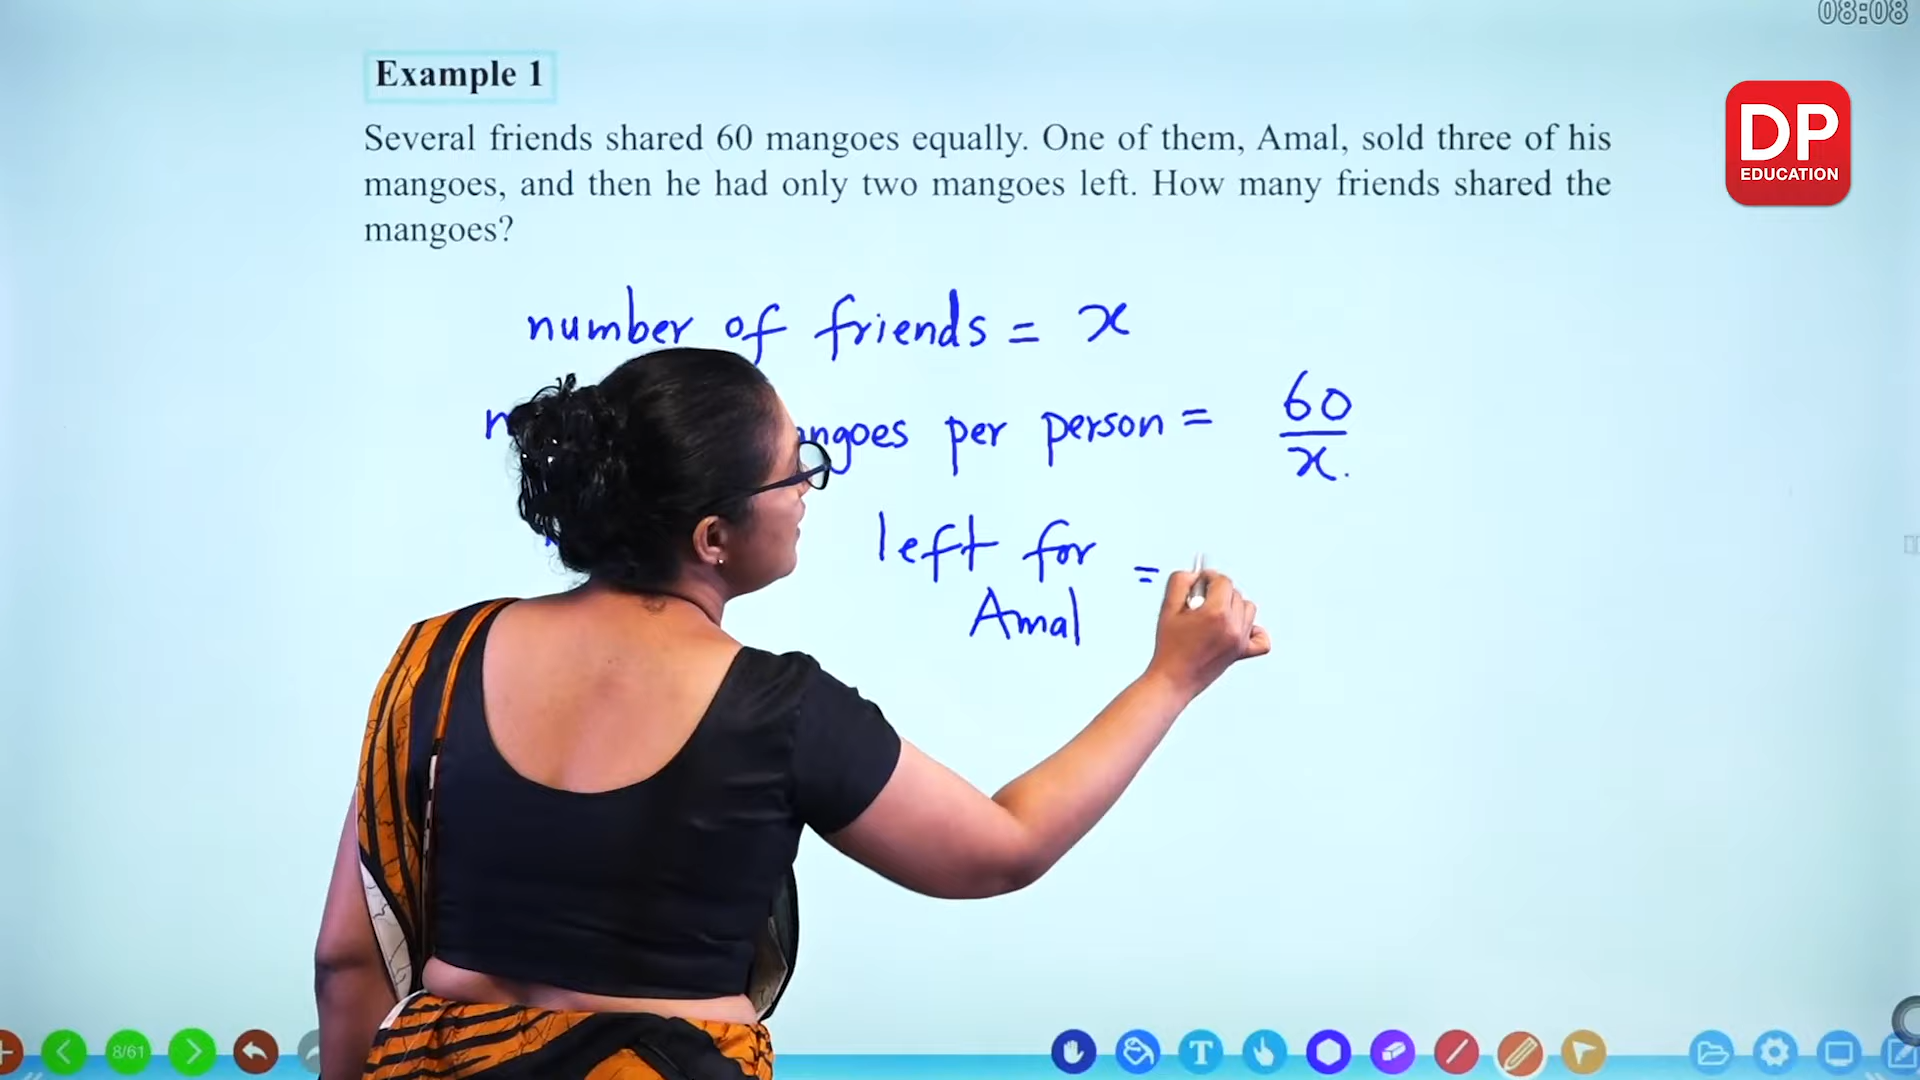 08:08
Example 1
DP
EDUCATION
Several friends shared 60 mangoes equally. One of them, Amal, sold three of his
mangoes, and then he had only two mangoes left. How many friends shared the
mangoes?
number of friends = x
per person = 60/x.
left for
Amal =
8/61
T